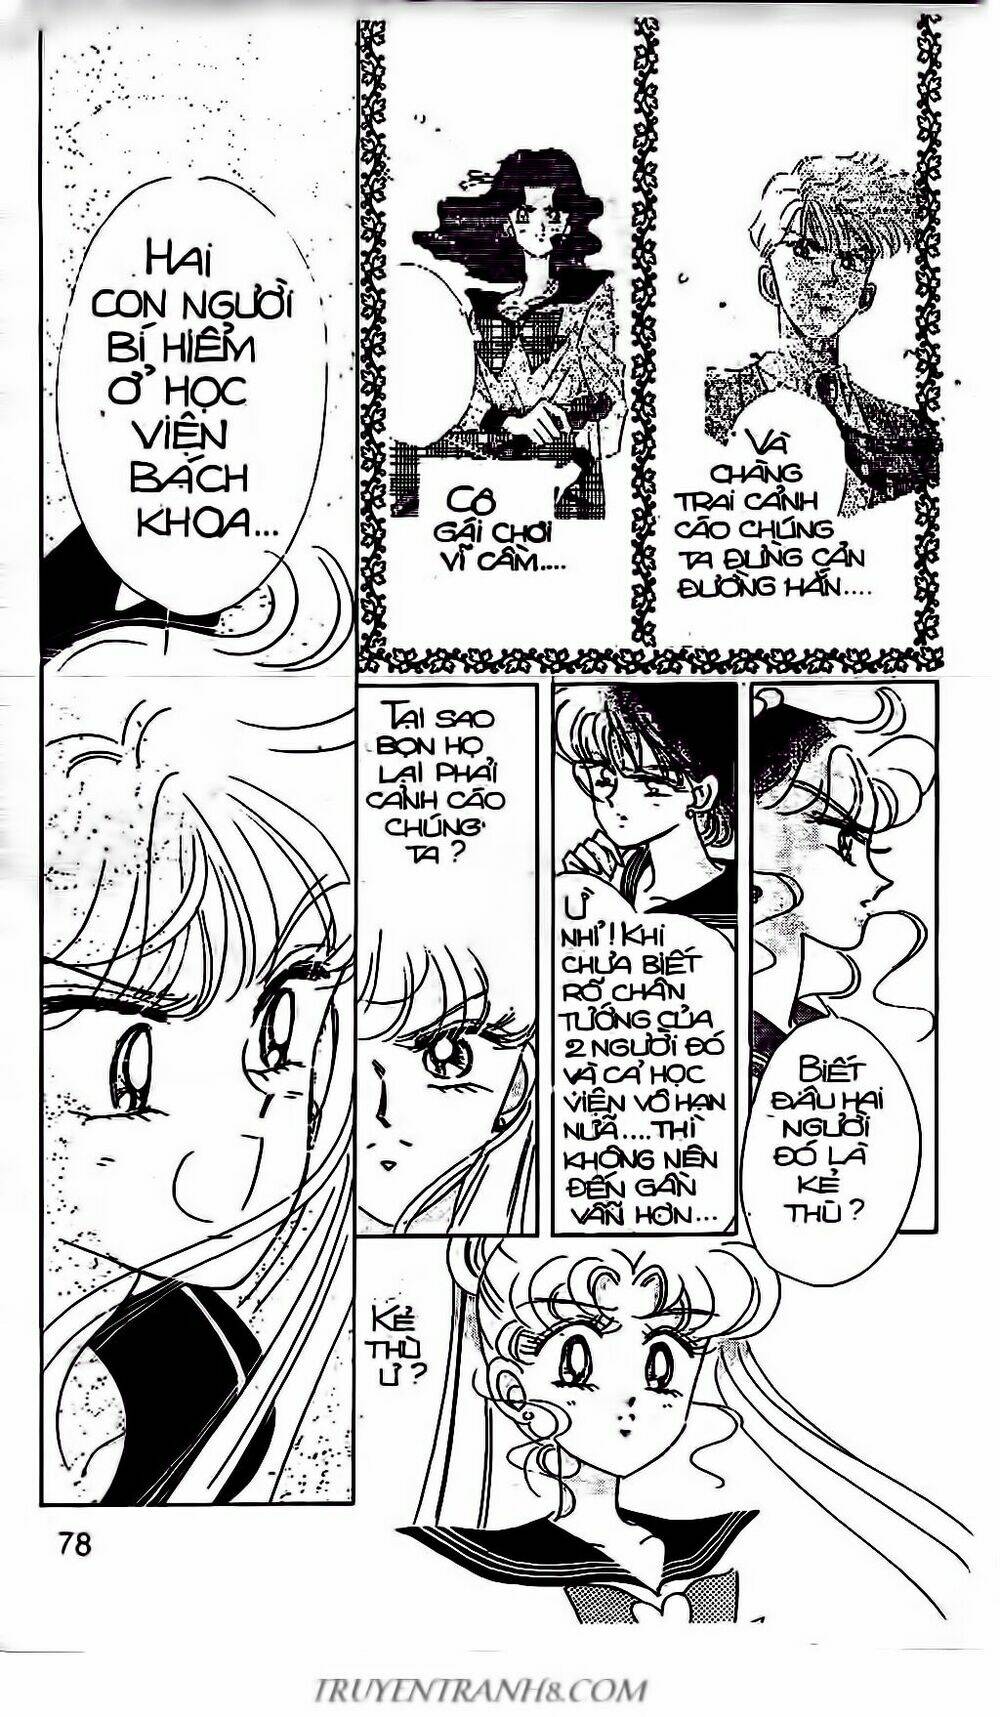 VÀ
CHÀNG
TRAI CẢNH
CÁO CHÚNG
TA ĐỪNG CẢN
ĐƯỜNG HẮN....
CÔ
GÁI CHƠI
VĨ CẦM....
HAI
CON NGƯỜI
BÍ HIỂM
Ở HỌC
VIỆN
BÁCH
KHOA...
BIẾT
ĐÂU HAI
NGƯỜI
ĐÓ LÀ
KẺ
THÙ?
Ừ
NHỈ! KHI
CHƯA BIẾT
RÕ CHÂN
TƯỚNG CỦA
2 NGƯỜI ĐÓ
VÀ CẢ HỌC
VIỆN VÔ HẠN
NỮA.... THÌ
KHÔNG NÊN
ĐẾN GẦN
VẪN HƠN...
TẠI SAO
BỌN HỌ
LẠI PHẢI
CẢNH CÁO
CHÚNG
TA?
KẺ
THÙ
Ư?
78
TRUYENTRANH8.COM